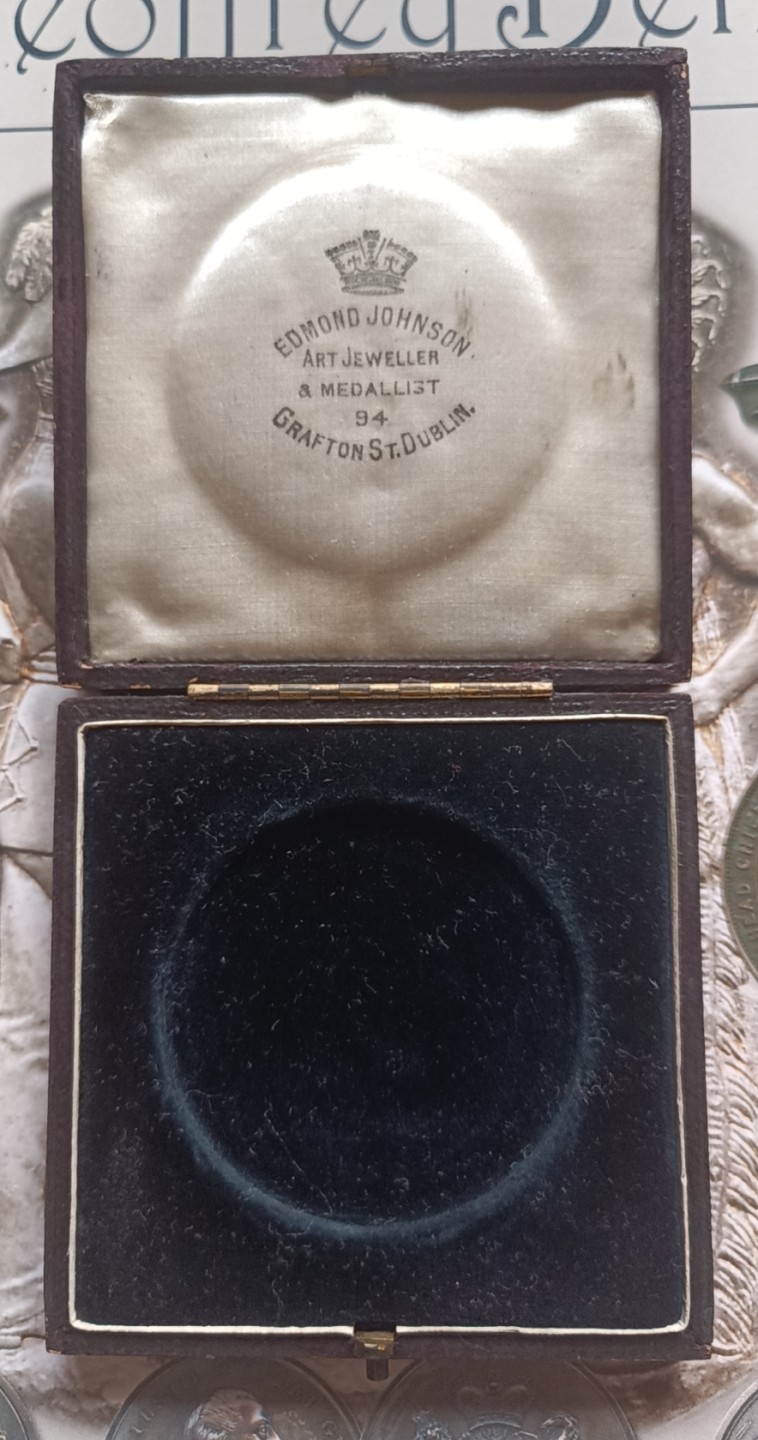 EDMOND JOHNSON
ART JEWELLER
& MEDALLIST
94
GRAFTON ST. DUBLIN.